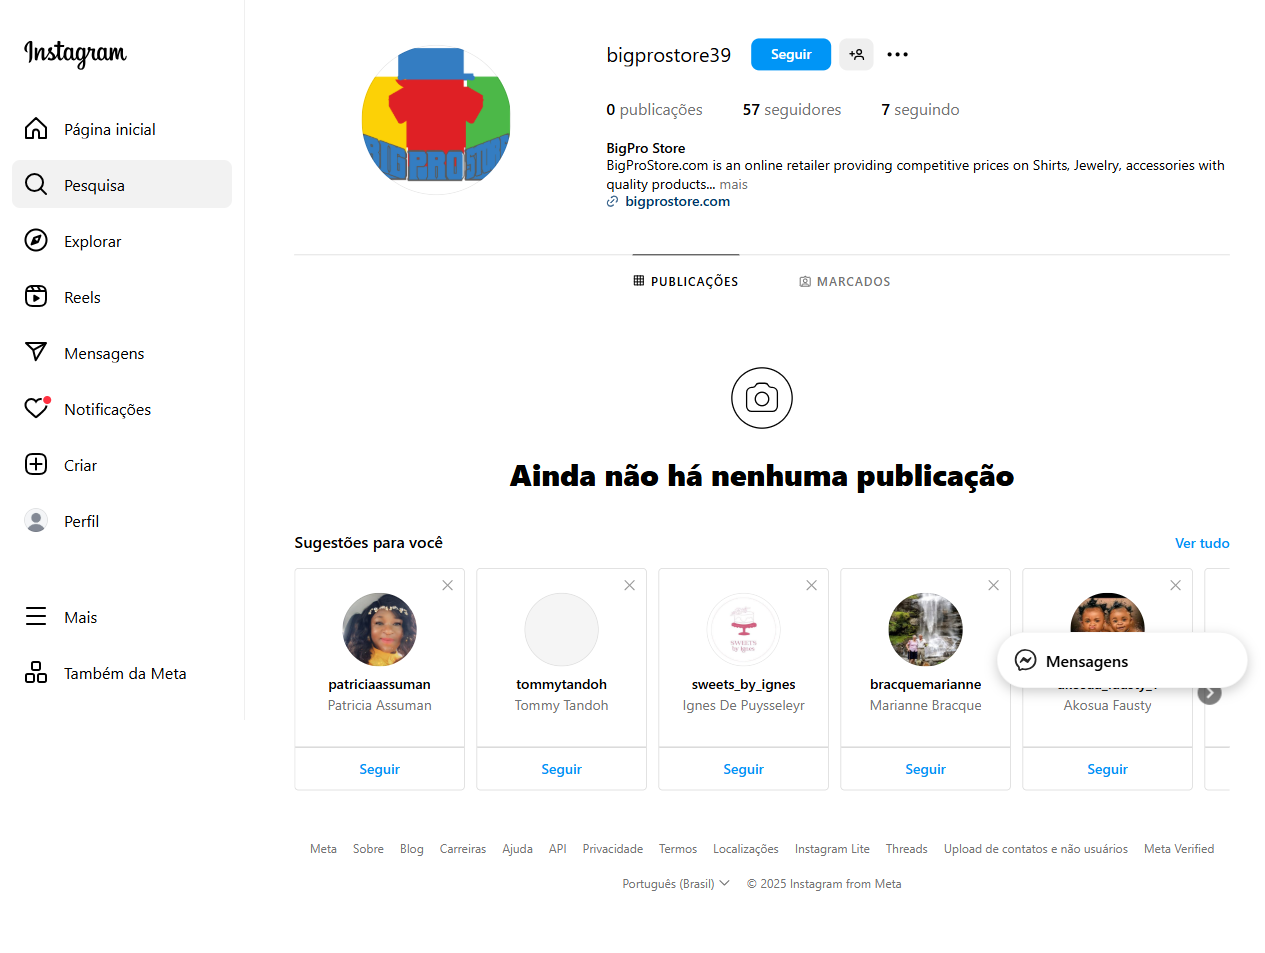 Instagram
Página inicial
Pesquisa
Explorar
Reels
Mensagens
Notificações
Criar
Perfil
Mais
Também da Meta
BIGPROSTORE
bigprostore39
Seguir
0 publicações
57 seguidores
7 seguindo
BigPro Store
BigProStore.com is an online retailer providing competitive prices on Shirts, Jewelry, accessories with
quality products... mais
bigprostore.com
PUBLICAÇÕES
MARCADOS
Ainda não há nenhuma publicação
Sugestões para você
Ver tudo
patriciaassuman
Patricia Assuman
Seguir
tommytandoh
Tommy Tandoh
Seguir
SWEETS
by Ignes
sweets_by_ignes
Ignes De Puysseleyr
Seguir
bracquemarianne
Marianne Bracque
Seguir
Akosua Fausty
Seguir
Mensagens
Meta Sobre Blog Carreiras Ajuda API Privacidade Termos Localizações Instagram Lite Threads Upload de contatos e não usuários Meta Verified
Português (Brasil) © 2025 Instagram from Meta